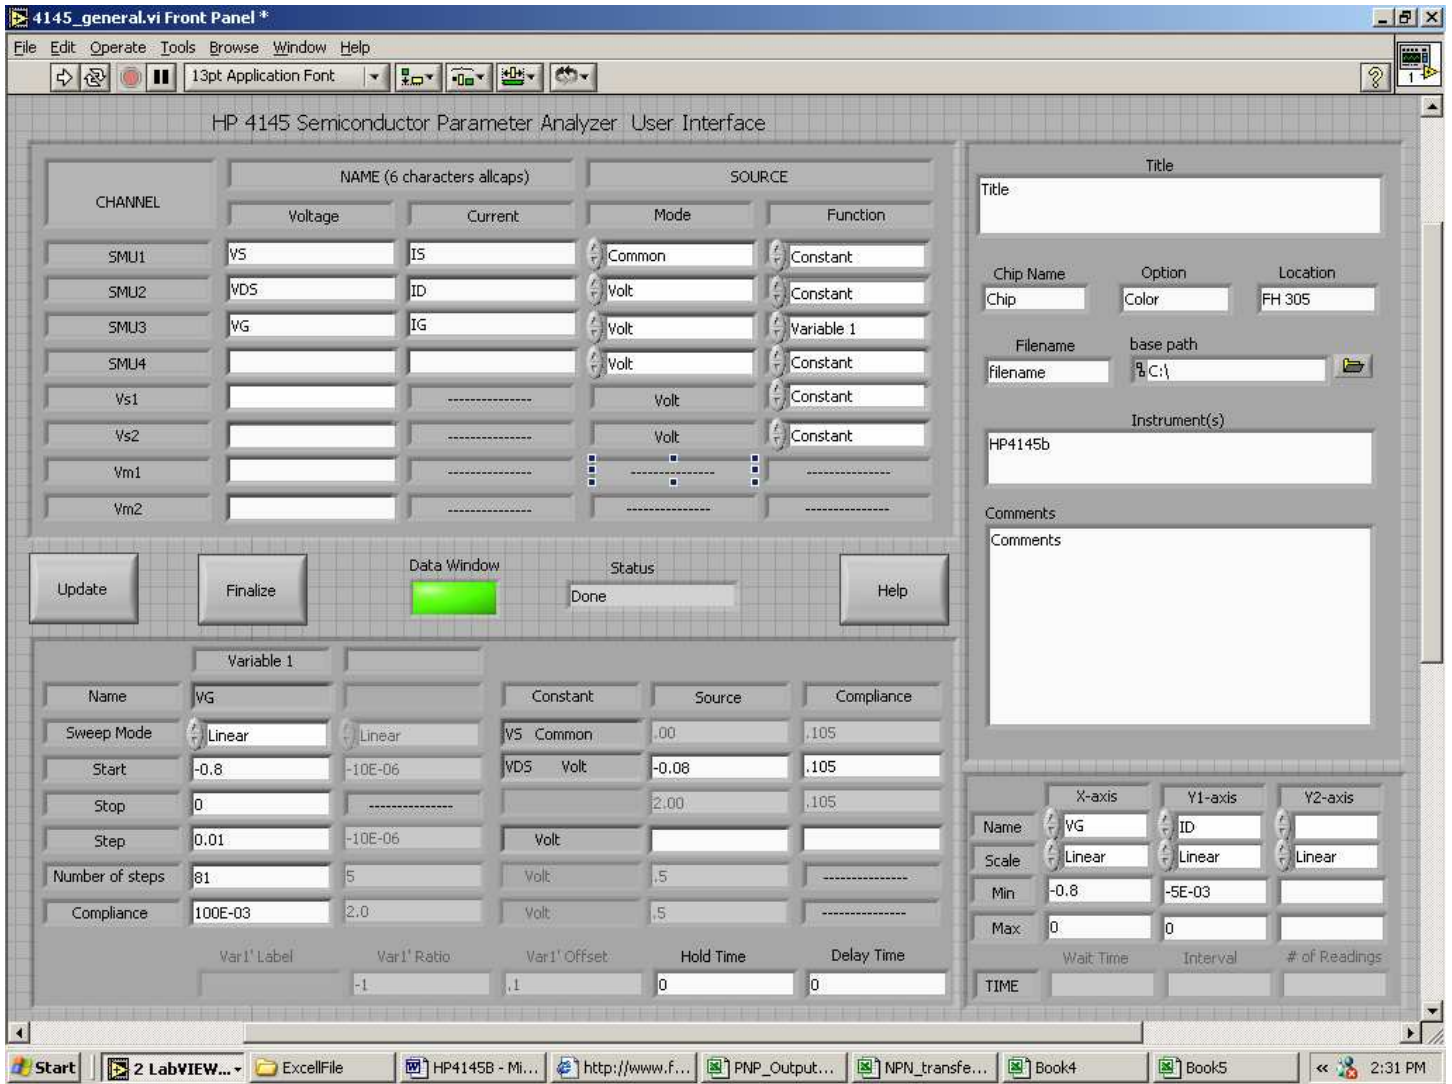 4145_general.vi Front Panel *
File Edit Operate Tools Browse Window Help
13pt Application Font
1
HP 4145 Semiconductor Parameter Analyzer User Interface
CHANNEL
NAME (6 characters allcaps)
SOURCE
Voltage Current Mode Function
SMU1 VS IS Common Constant
SMU2 VDS ID Volt Constant
SMU3 VG IG Volt Variable 1
SMU4 Volt Constant
Vs1 --------------- Volt Constant
Vs2 --------------- Volt Constant
Vm1 --------------- --------------- ---------------
Vm2 --------------- --------------- ---------------
Title
Title
Chip Name Option Location
Chip Color FH 305
Filename base path
filename C:\
Instrument(s)
HP4145b
Comments
Comments
Update Finalize Data Window Status Help
Done
Variable 1
Name VG Constant Source Compliance
Sweep Mode Linear Linear VS Common .00 .105
Start -0.8 -10E-06 VDS Volt -0.08 .105
Stop 0 --------------- 2.00 .105
Step 0.01 -10E-06 Volt
Number of steps 81 5 Volt .5 ---------------
Compliance 100E-03 2.0 Volt .5 ---------------
Var1' Label Var1' Ratio Var1' Offset Hold Time Delay Time
-1 .1 0 0
X-axis Y1-axis Y2-axis
Name VG ID
Scale Linear Linear Linear
Min -0.8 -5E-03
Max 0 0
Wait Time Interval # of Readings
TIME
Start 2 LabVIEW... ExcellFile HP4145B - Mi... http://www.f... PNP_Output... NPN_transfe... Book4 Book5 « 2:31 PM